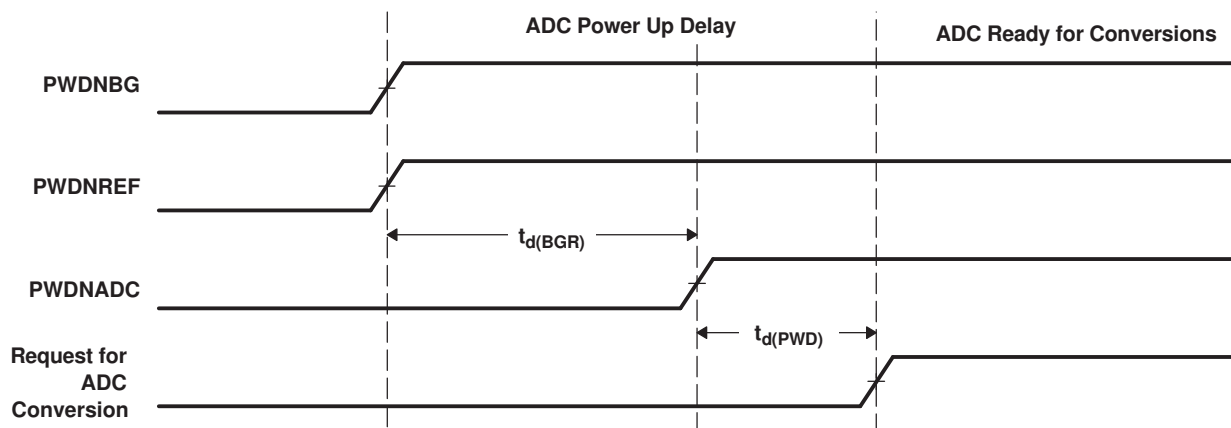 ADC Power Up Delay
ADC Ready for Conversions
PWDNBG
PWDNREF
td(BGR)
PWDNADC
td(PWD)
Request for
ADC
Conversion